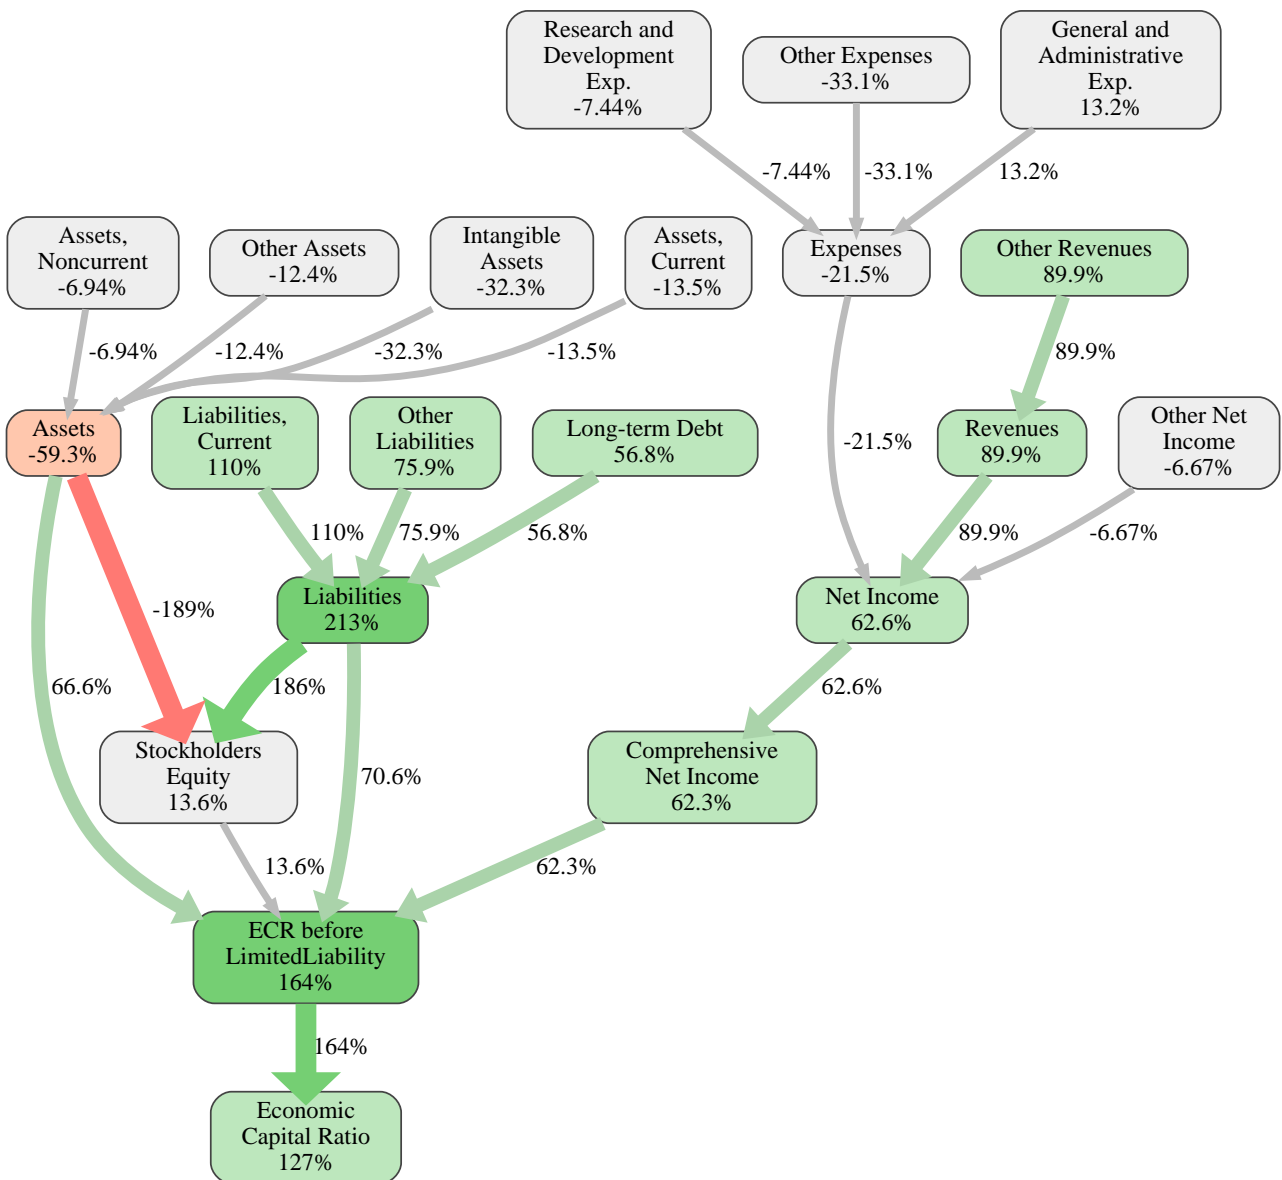 Research and
Development
Exp.
-7.44%
Other Expenses
-33.1%
General and
Administrative
Exp.
13.2%
-7.44%
-33.1%
13.2%
Assets,
Noncurrent
-6.94%
Other Assets
-12.4%
Intangible
Assets
-32.3%
Assets,
Current
-13.5%
Expenses
-21.5%
Other Revenues
89.9%
-6.94%
-12.4%
-32.3%
-13.5%
89.9%
Assets
-59.3%
Liabilities,
Current
110%
Other
Liabilities
75.9%
Long-term Debt
56.8%
-21.5%
Revenues
89.9%
Other Net
Income
-6.67%
110%
75.9%
56.8%
89.9%
-6.67%
-189%
Liabilities
213%
Net Income
62.6%
66.6%
186%
62.6%
Stockholders
Equity
13.6%
70.6%
Comprehensive
Net Income
62.3%
13.6%
62.3%
ECR before
LimitedLiability
164%
164%
Economic
Capital Ratio
127%